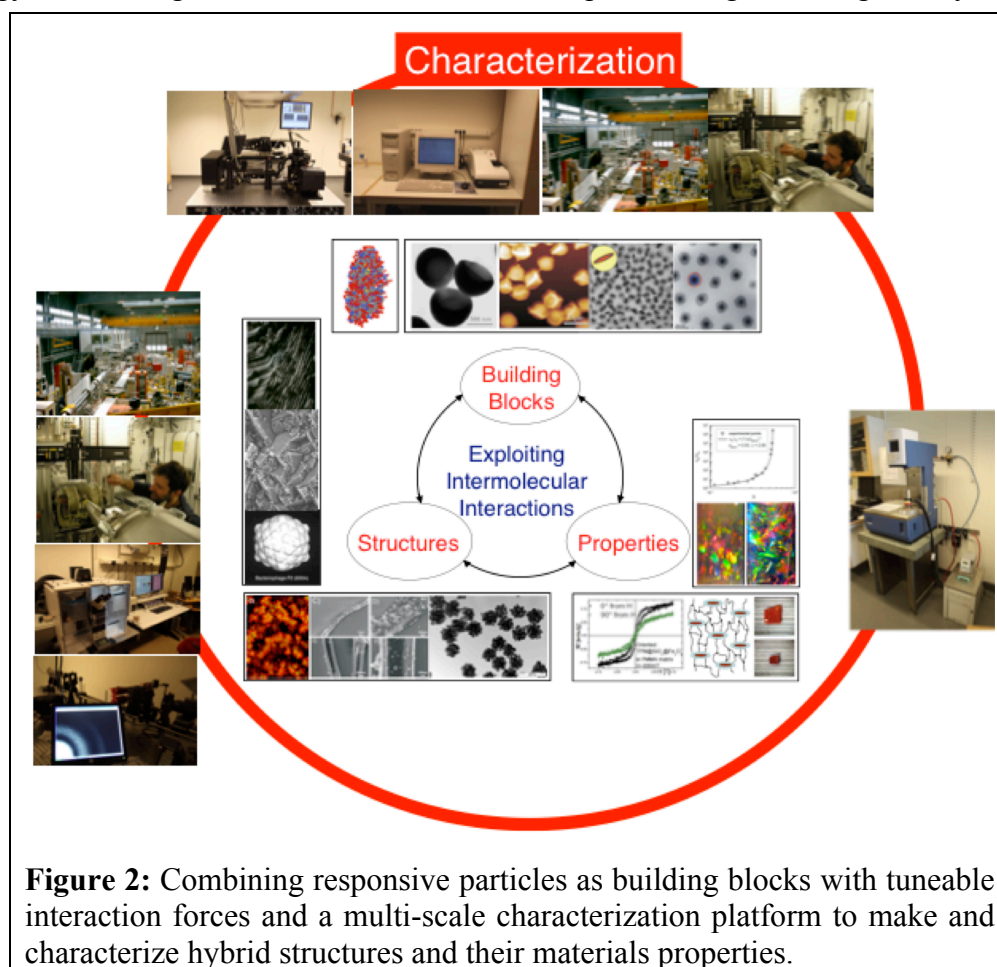 Characterization
Building
Blocks
Exploiting
Intermolecular
Interactions
Structures
Properties
Figure 2: Combining responsive particles as building blocks with tuneable
interaction forces and a multi-scale characterization platform to make and
characterize hybrid structures and their materials properties.